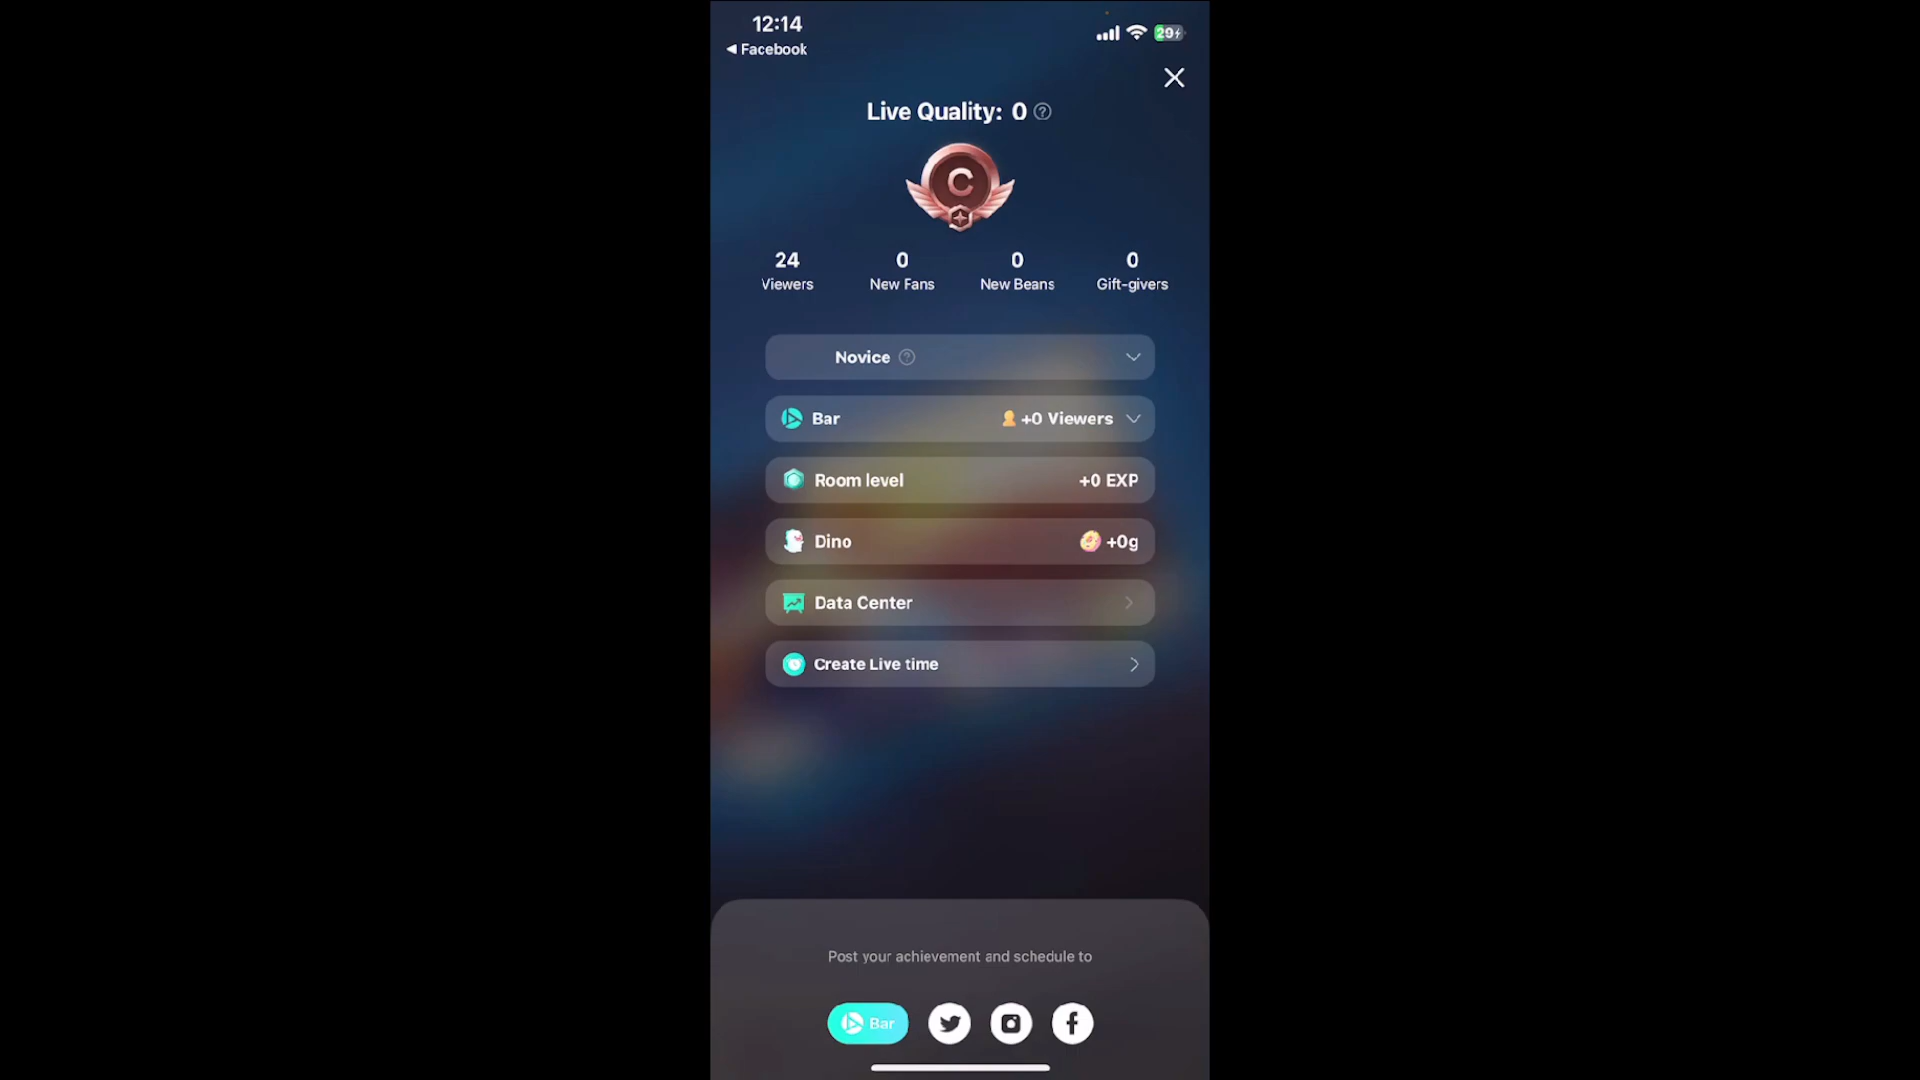 12:14
29
◀ Facebook
Live Quality: 0
C
24
Viewers
0
New Fans
0
New Beans
0
Gift-givers
Novice
Bar
+0 Viewers
Room level
+0 EXP
Dino
+0g
Data Center
Create Live time
Post your achievement and schedule to
Bar